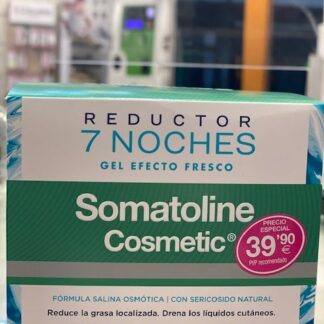 REDUCTOR
7 NOCHES
GEL EFECTO FRESCO
Somatoline
Cosmetic®
PRECIO
ESPECIAL
39'90
€
PVP recomendado
FÓRMULA SALINA OSMÓTICA | CON SERICOSIDO NATURAL
Reduce la grasa localizada. Drena los líquidos cutáneos.